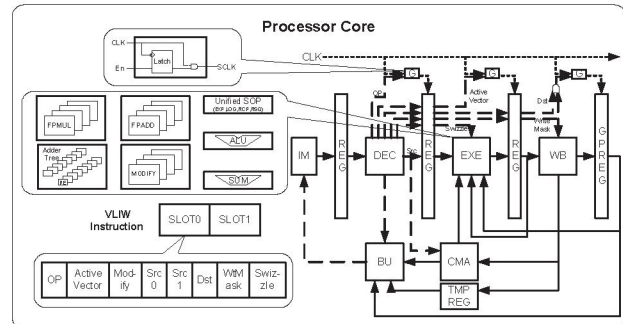 Processor Core
CLK
Latch
En
SCLK
CLK
G
G
G
OP
Active
Vector
Dst
Write
Mask
Swizzle
Src
Unified SOP
(EXP,LOG,RCP,RSQ)
FPMUL
FPADD
Adder
Tree
MODIFY
ALU
SUM
IM
REG
DEC
REG
EXE
REG
WB
GPREG
VLIW
Instruction
SLOT0
SLOT1
BU
CMA
TMP
REG
OP
Active
Vector
Mod-
ify
Src
0
Src
1
Dst
WtM
ask
Swiz-
zle